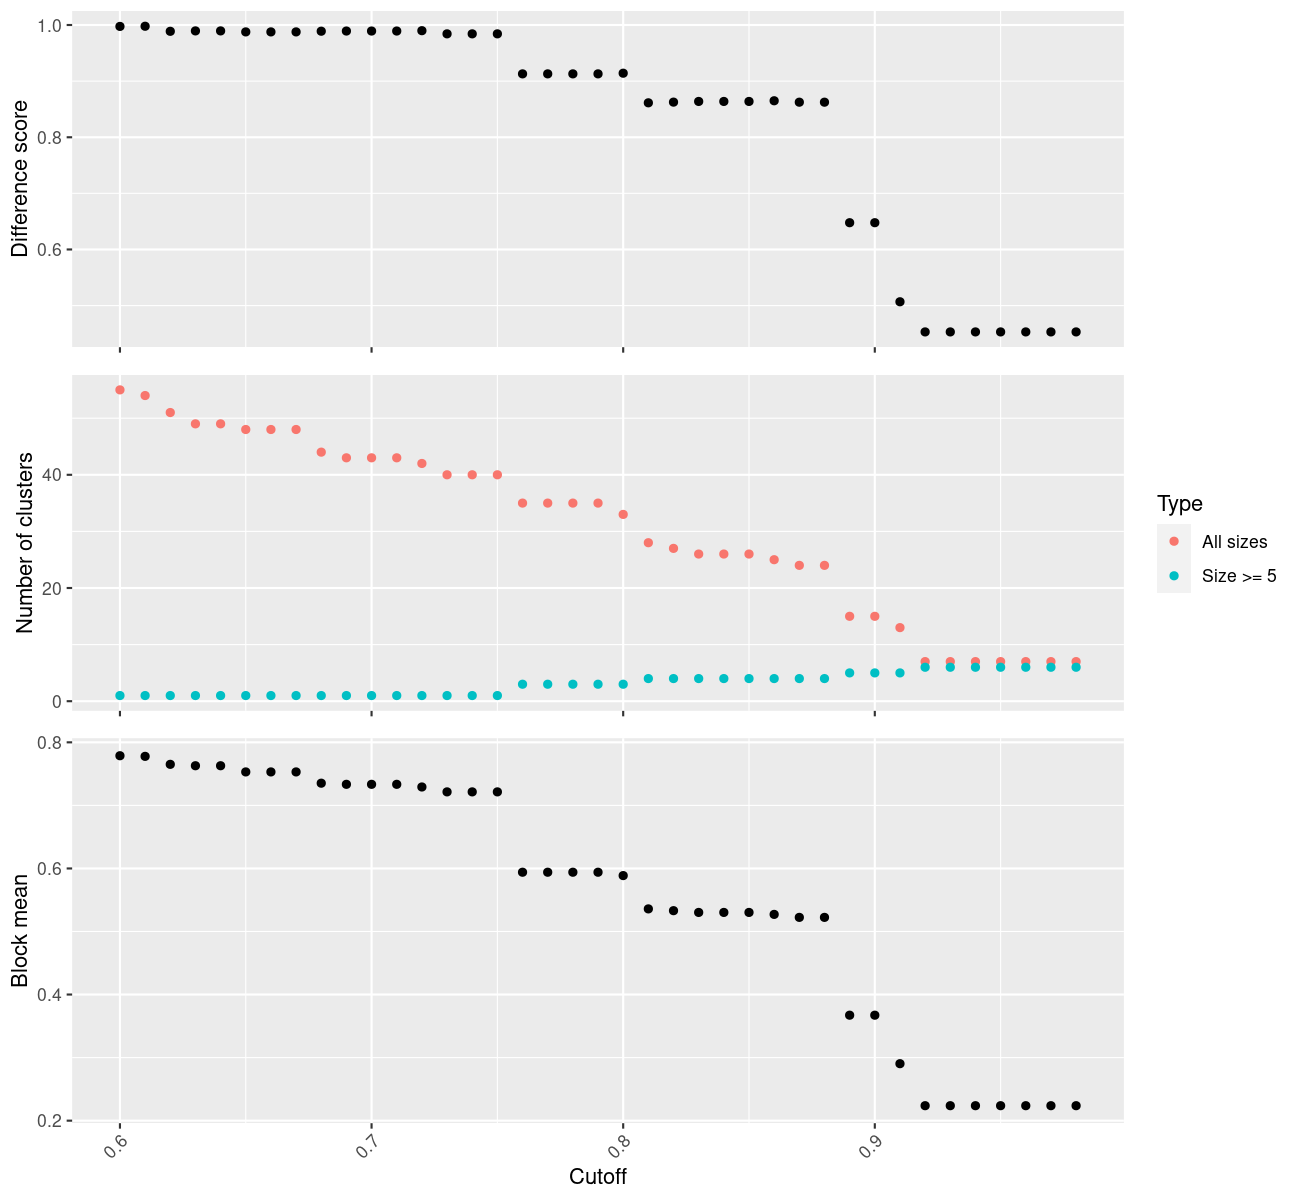 1.0
0.8
0.6
Difference score
40
20
0
Number of clusters
Type
All sizes
Size >= 5
0.8
0.6
0.4
0.2
Block mean
0.6
0.7
0.8
0.9
Cutoff